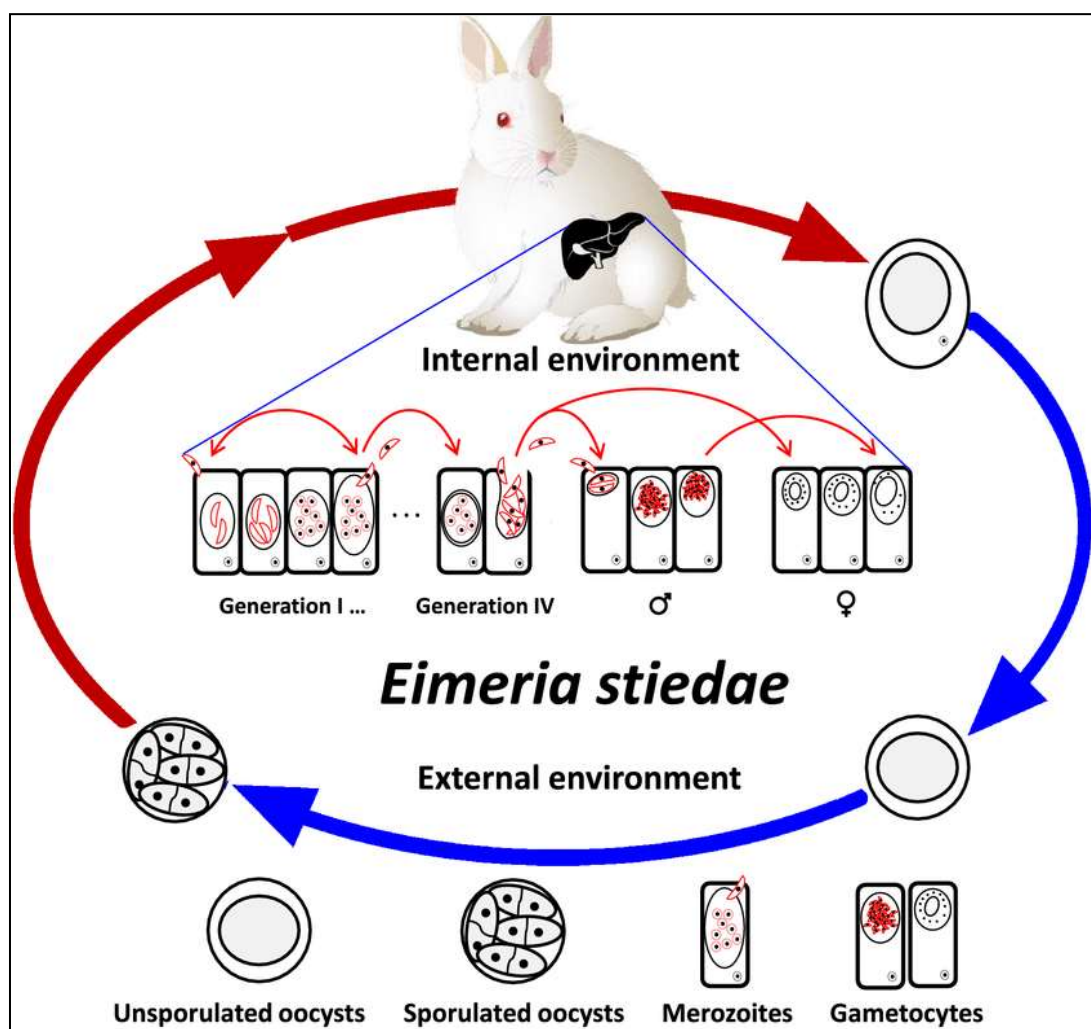 Internal environment
...
Generation I ...
Generation IV
♂
♀
Eimeria stiedae
External environment
Unsporulated oocysts
Sporulated oocysts
Merozoites
Gametocytes